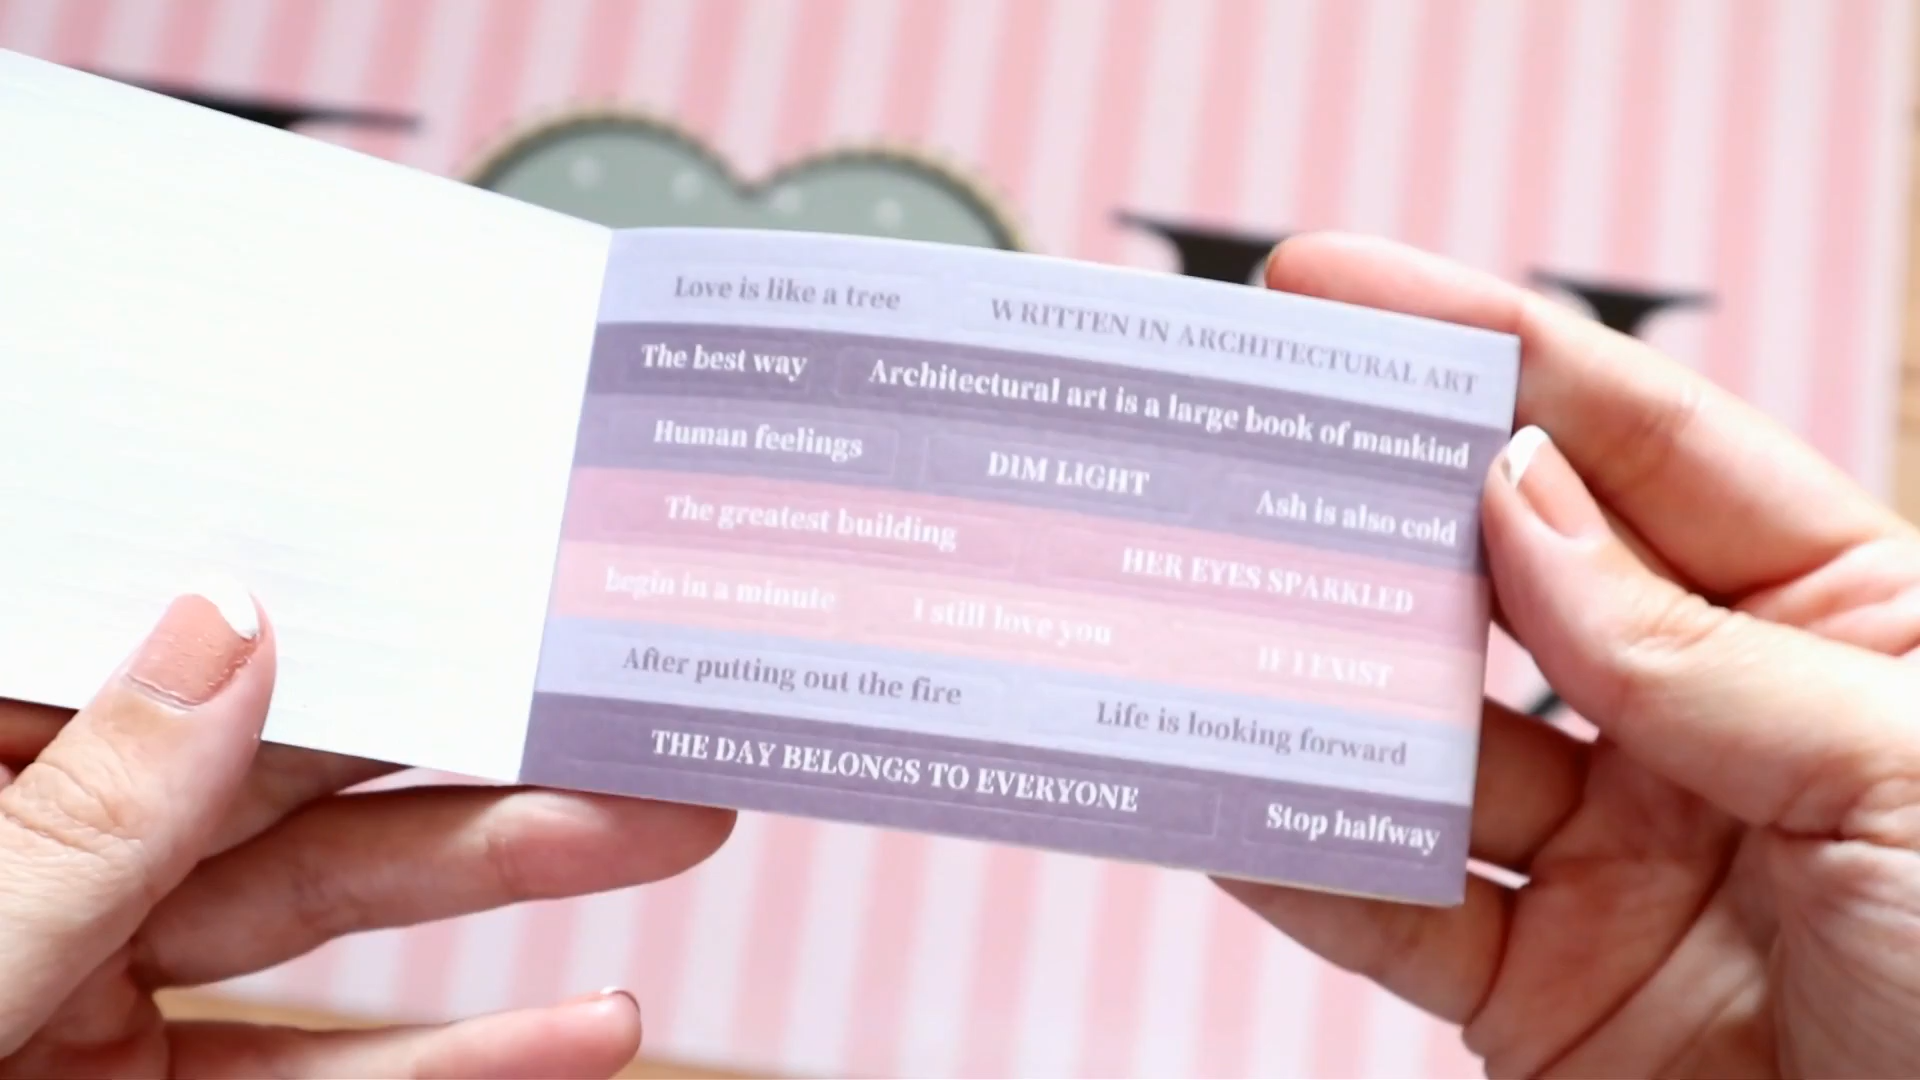 Love is like a tree WRITTEN IN ARCHITECTURAL ART
The best way Architectural art is a large book of mankind
Human feelings DIM LIGHT Ash is also cold
The greatest building HER EYES SPARKLED
begin in a minute I still love you IF I EXIST
After putting out the fire Life is looking forward
THE DAY BELONGS TO EVERYONE Stop halfway